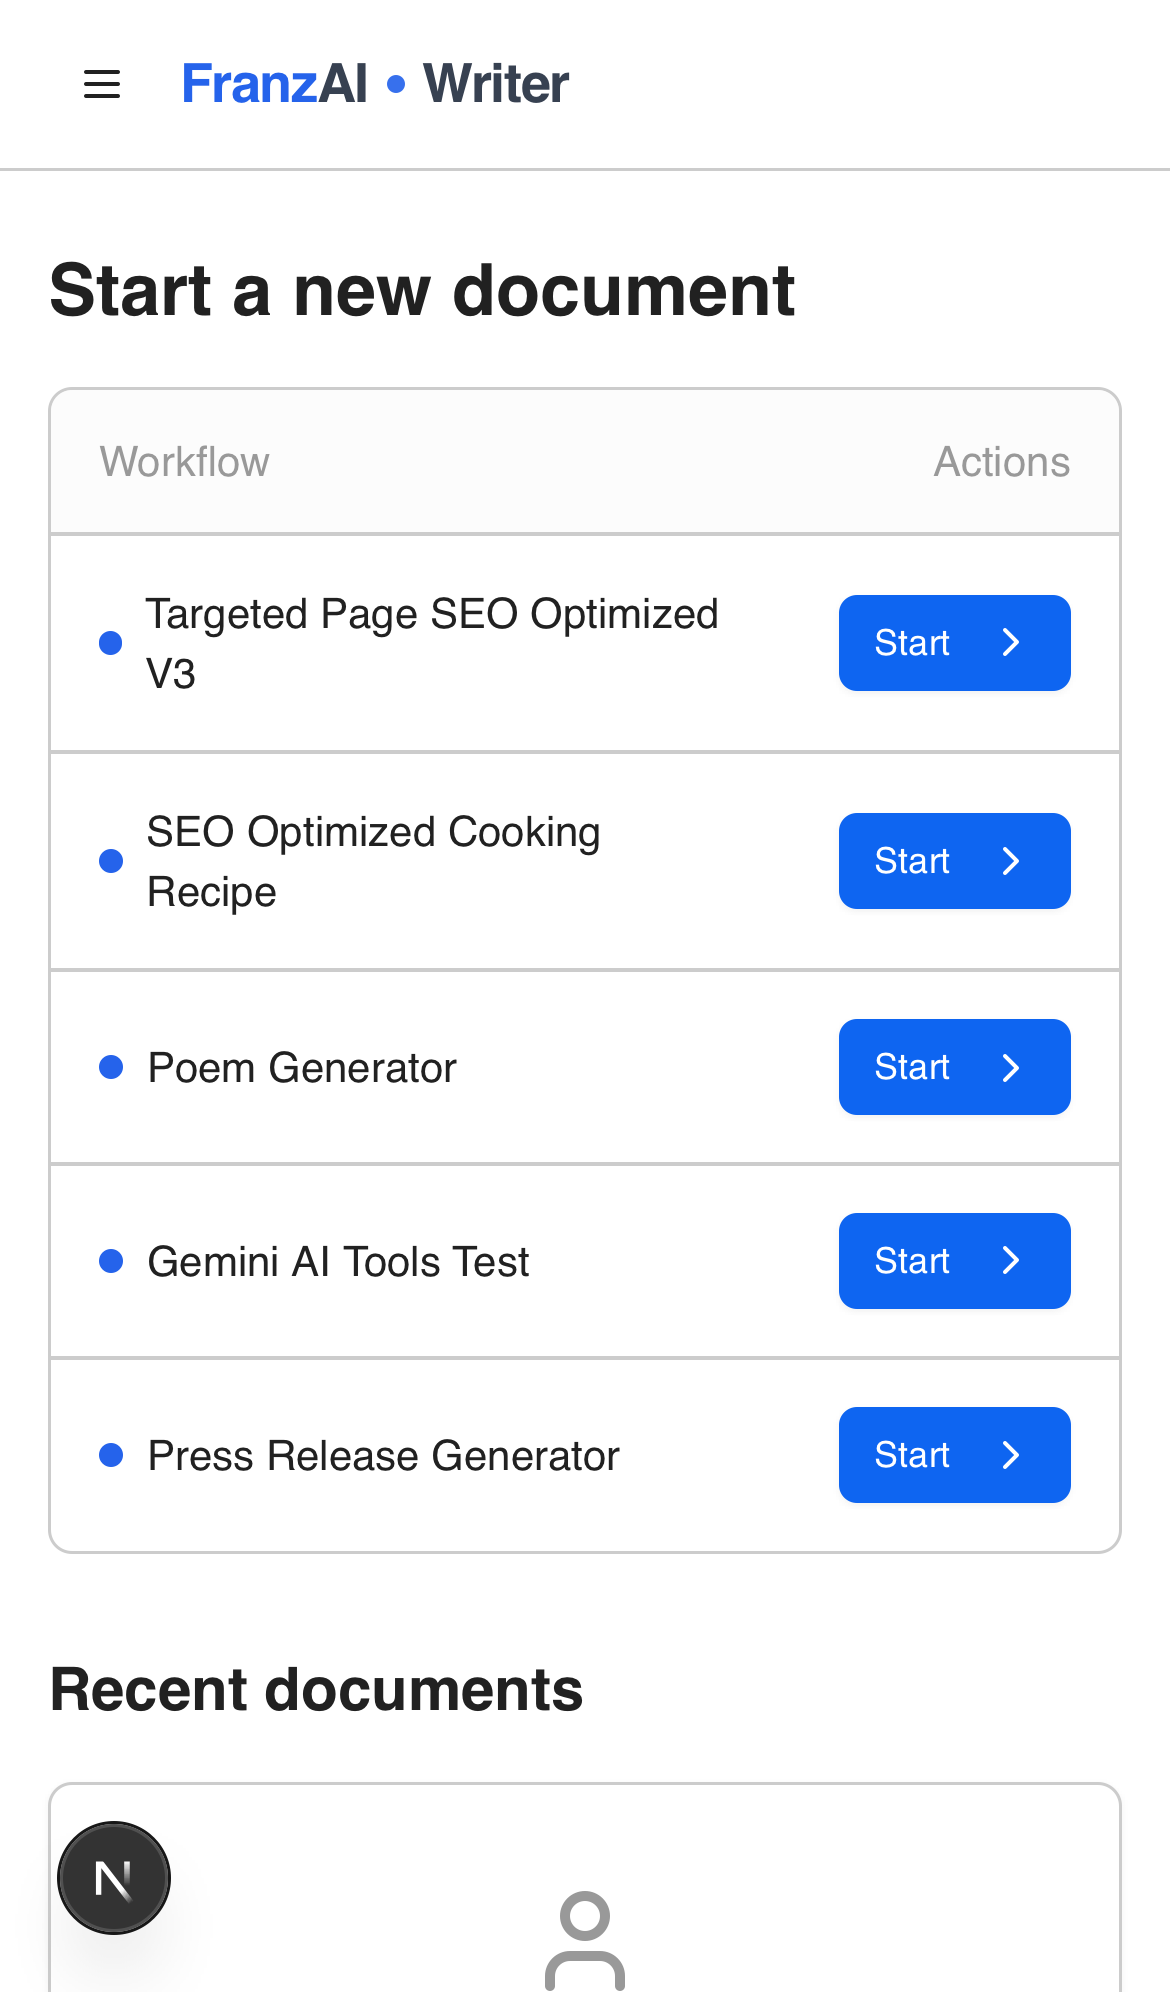 FranzAI • Writer
Start a new document
Workflow Actions
Targeted Page SEO Optimized
V3
Start
SEO Optimized Cooking
Recipe
Start
Poem Generator
Start
Gemini AI Tools Test
Start
Press Release Generator
Start
Recent documents
N